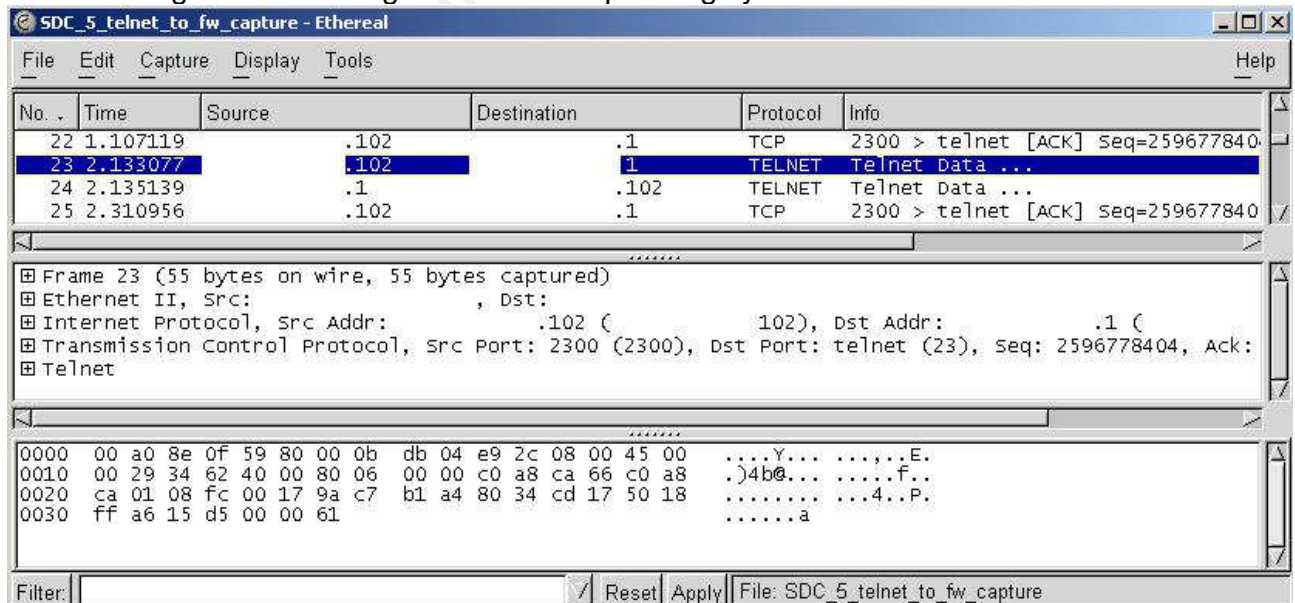 SDC_5_telnet_to_fw_capture - Ethereal
File Edit Capture Display Tools Help
No. . Time Source Destination Protocol Info
22 1.107119 .102 .1 TCP 2300 > telnet [ACK] Seq=259677840
23 2.133077 .102 1 TELNET Telnet Data ...
24 2.135139 .1 .102 TELNET Telnet Data ...
25 2.310956 .102 .1 TCP 2300 > telnet [ACK] Seq=259677840
Frame 23 (55 bytes on wire, 55 bytes captured)
Ethernet II, Src: , Dst:
Internet Protocol, Src Addr: .102 ( 102), Dst Addr: .1 (
Transmission Control Protocol, Src Port: 2300 (2300), Dst Port: telnet (23), Seq: 2596778404, Ack:
Telnet
0000 00 a0 8e 0f 59 80 00 0b db 04 e9 2c 08 00 45 00 ....Y... ...,..E.
0010 00 29 34 62 40 00 80 06 00 00 c0 a8 ca 66 c0 a8 .)4b@... .....f..
0020 ca 01 08 fc 00 17 9a c7 b1 a4 80 34 cd 17 50 18 ........ ...4..P.
0030 ff a6 15 d5 00 00 61 ......a
Filter: Reset Apply File: SDC_5_telnet_to_fw_capture